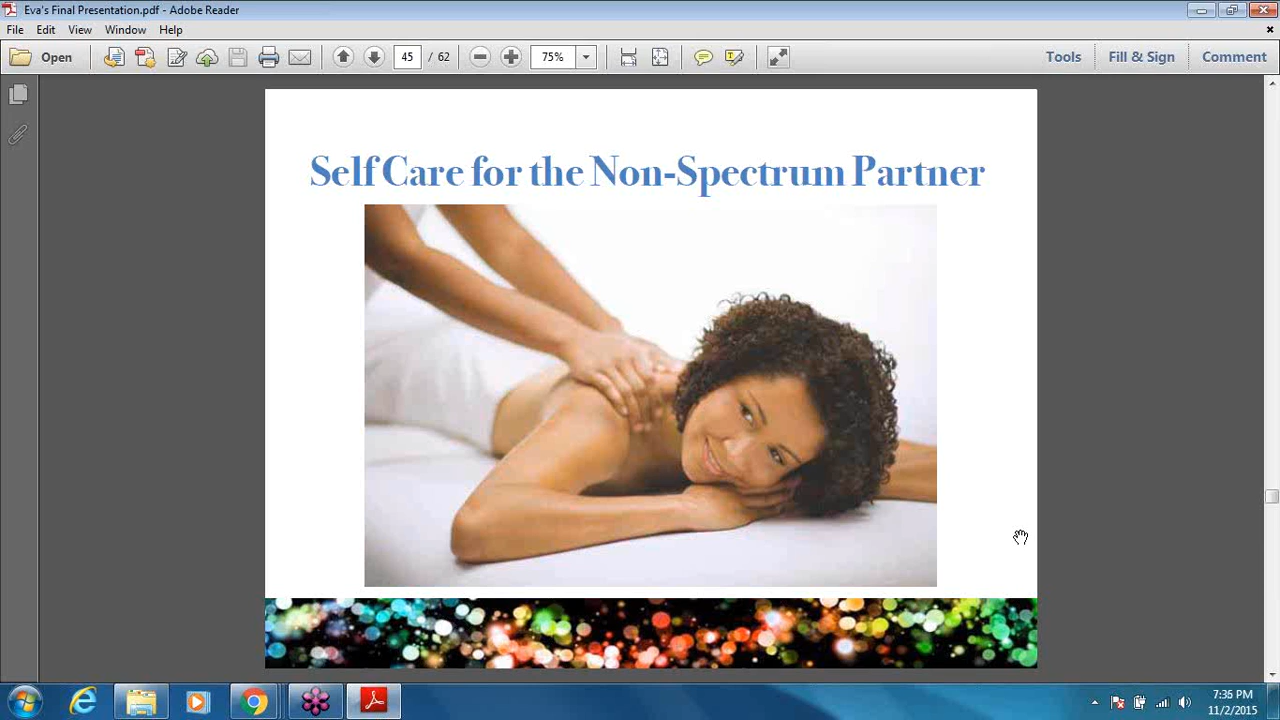 Eva's Final Presentation.pdf - Adobe Reader
File Edit View Window Help
Open 45 / 62 75% Tools Fill & Sign Comment
Self Care for the Non-Spectrum Partner
7:36 PM
11/2/2015